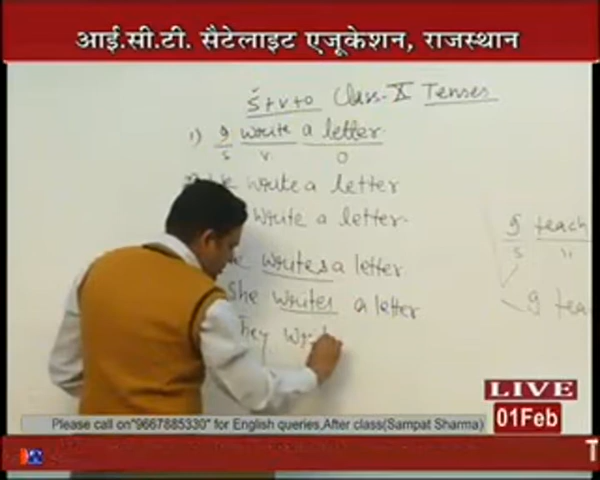 आई.सी.टी. सैटेलाइट एजूकेशन, राजस्थान
S+V+O Class-X Tenses
1) I write a letter
S V O
write a letter
write a letter.
writes a letter
She writes a letter
They
I teach
S V
I tea
LIVE
01Feb
Please call on"9667885330" for English queries,After class(Sampat Sharma)
T